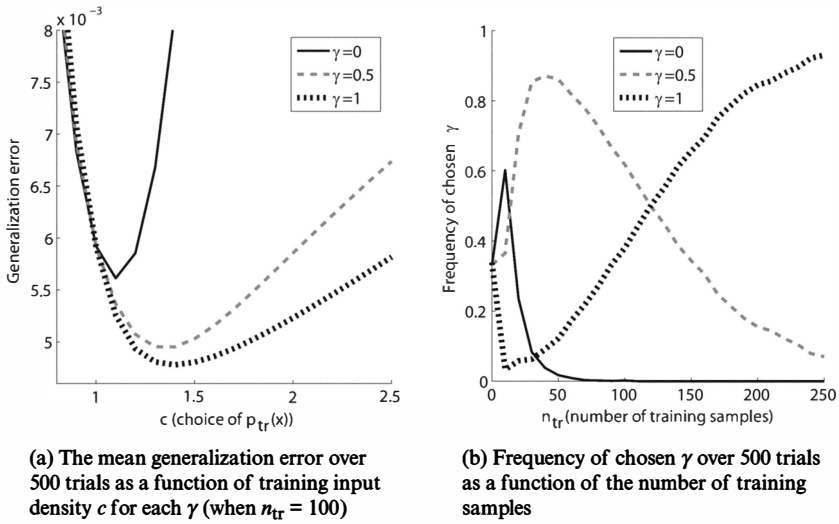 x 10⁻³
8
7.5
7
6.5
6
5.5
5
1
1.5
2
2.5
Generalization error
c (choice of p_tr(x))
γ=0
γ=0.5
γ=1
(a) The mean generalization error over
500 trials as a function of training input
density c for each γ (when n_tr = 100)
1
0.8
0.6
0.4
0.2
0
0
50
100
150
200
250
Frequency of chosen γ
n_tr(number of training samples)
γ=0
γ=0.5
γ=1
(b) Frequency of chosen γ over 500 trials
as a function of the number of training
samples